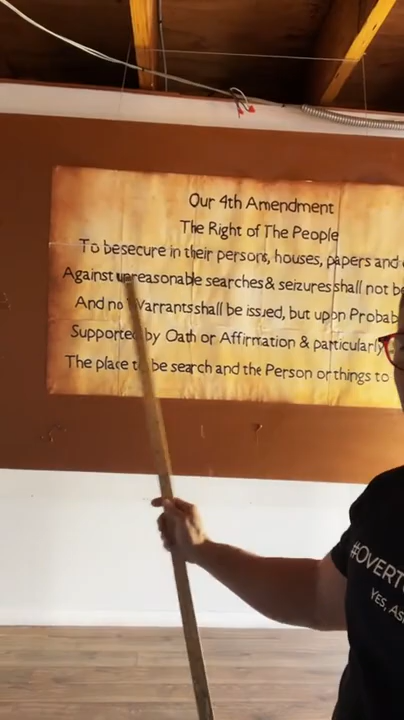 Our 4th Amendment
The Right of The People
To be secure in their persons, houses, papers and
Against unreasonable searches & seizures shall not be
And no Warrants shall be issued, but upon Probab
Supported by Oath or Affirmation & particularly
The place to be search and the Person or things to
#OVERT
YES, AS